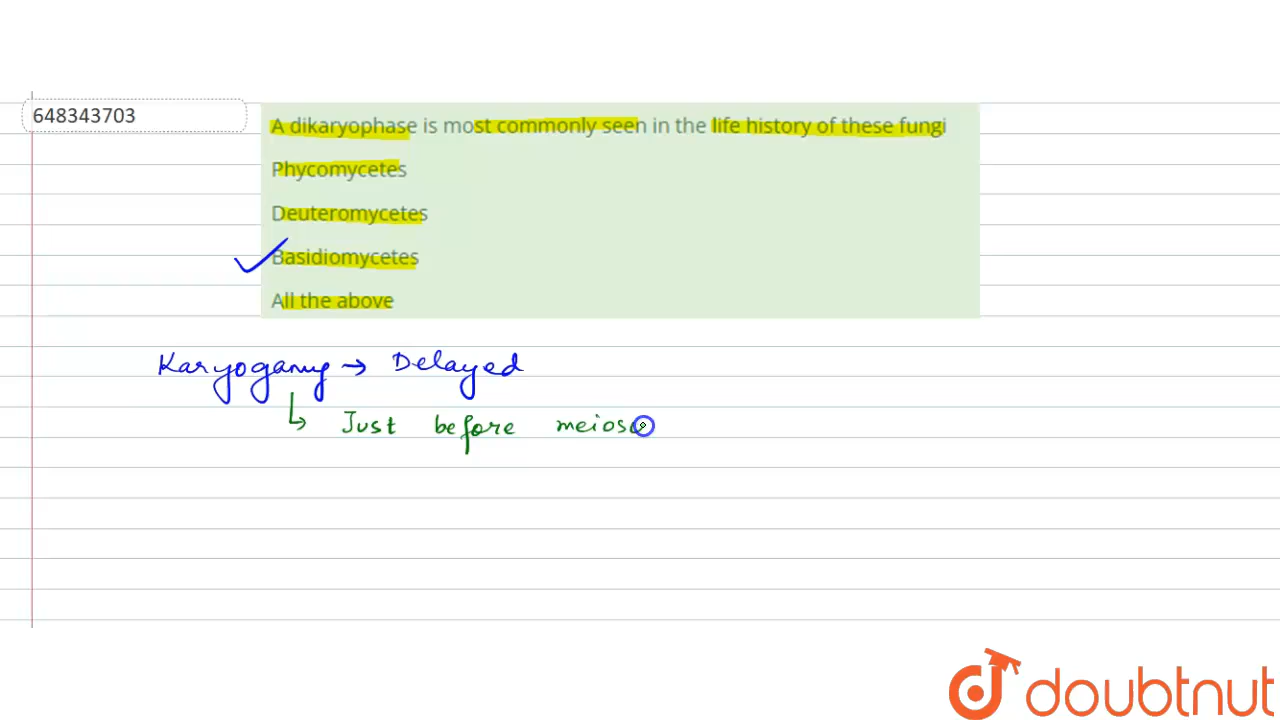 648343703
A dikaryophase is most commonly seen in the life history of these fungi
Phycomycetes
Deuteromycetes
Basidiomycetes
All the above
Karyogamy → Delayed
↳ Just before meios
doubtnut